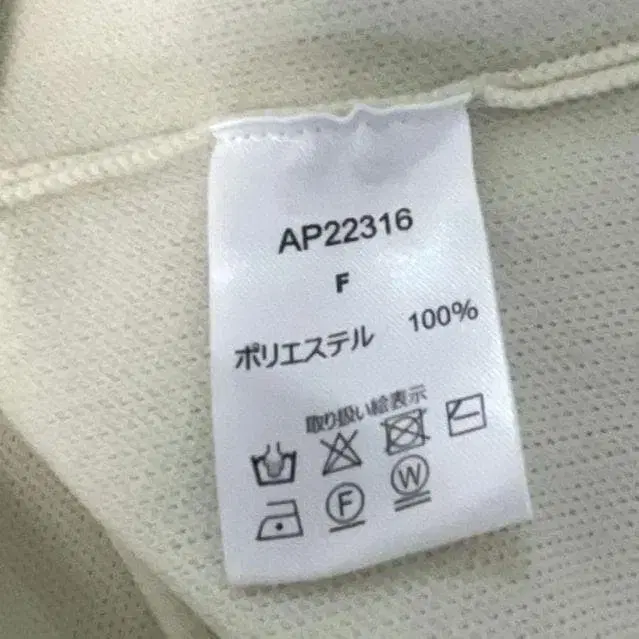 AP22316
F
ポリエステル 100%
取り扱い絵表示
F W